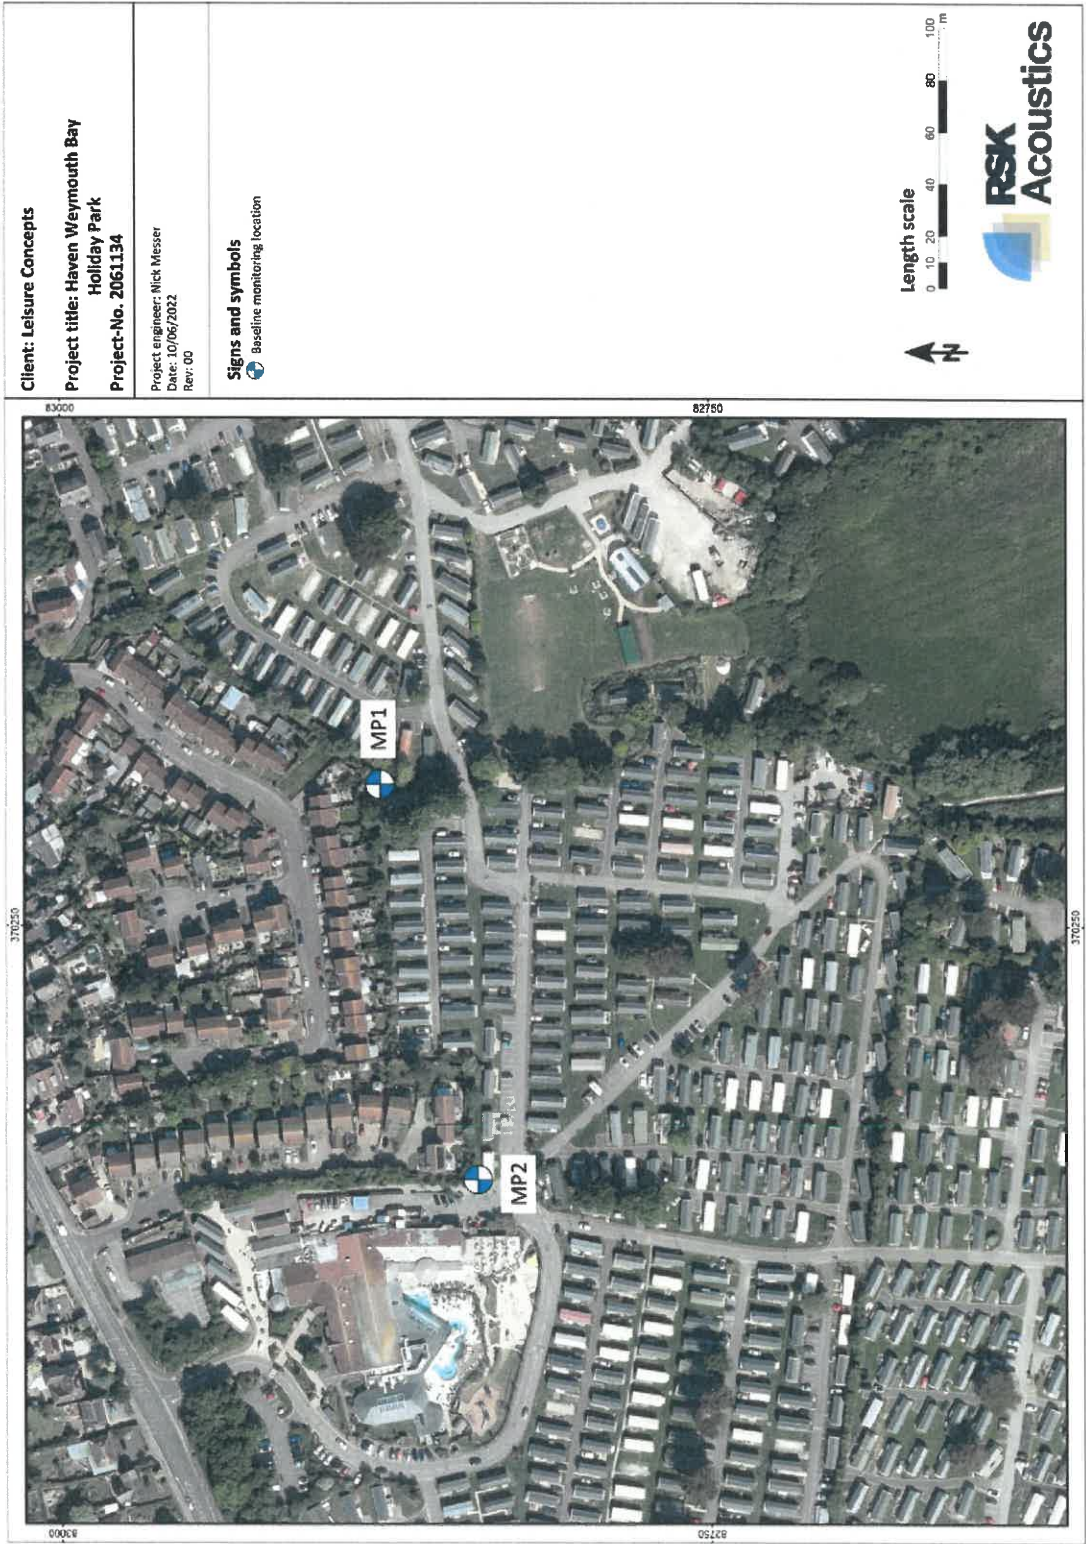 Client: Leisure Concepts
Project title: Haven Weymouth Bay
Holiday Park
Project-No. 2061134
Project engineer: Nick Messer
Date: 10/06/2022
Rev: 00
Signs and symbols
Baseline monitoring location
Length scale
0 10 20 40 60 80 100
m
N
RSK
Acoustics
83000
82750
370250
MP1
MP2
370250
83000
82750